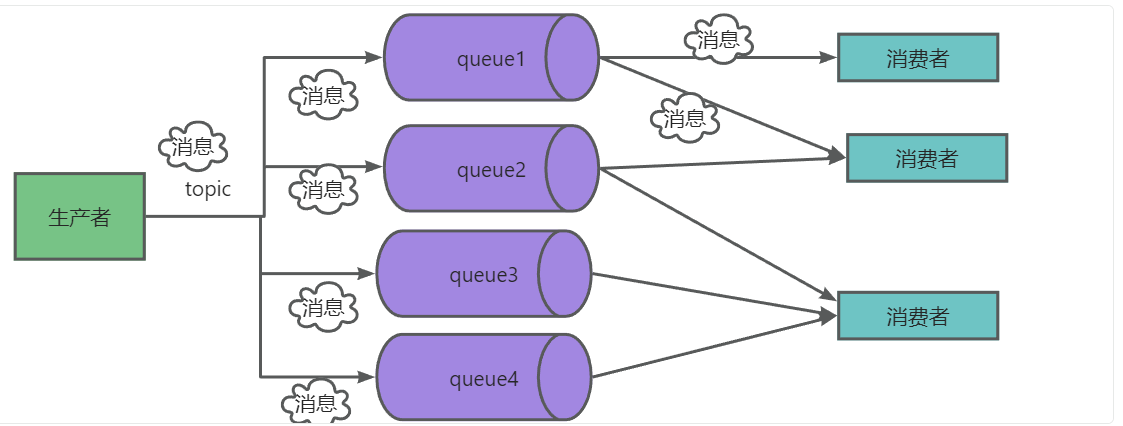 消息
queue1
消费者
消息
消息
消息
topic
消息
queue2
消费者
生产者
queue3
消息
消费者
queue4
消息